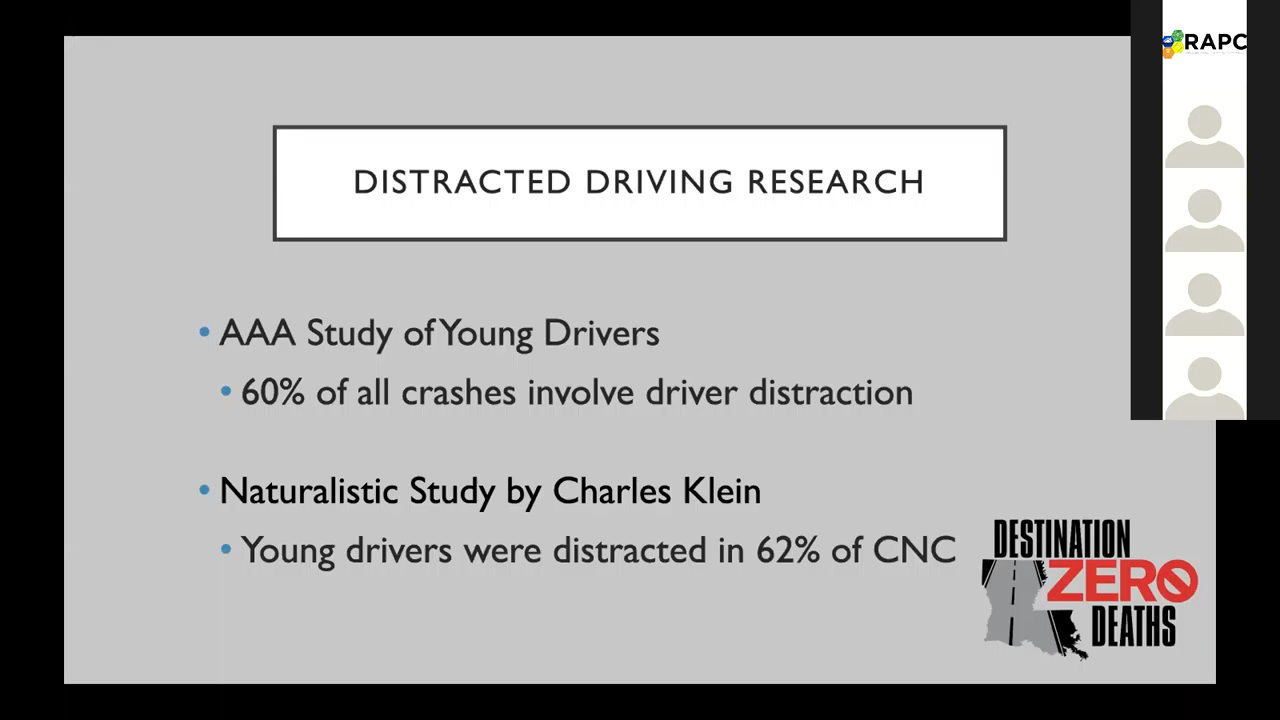 RAPC
DISTRACTED DRIVING RESEARCH
• AAA Study of Young Drivers
• 60% of all crashes involve driver distraction
• Naturalistic Study by Charles Klein
• Young drivers were distracted in 62% of CNC
DESTINATION
ZERO
DEATHS